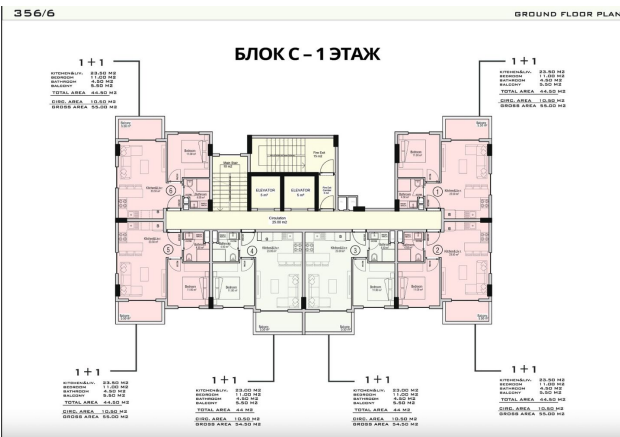 356/6
GROUND FLOOR PLAN
БЛОК С – 1 ЭТАЖ
1+1
KITCHEN&LIV. 23.50 M2
BEDROOM 11.00 M2
BATHROOM 4.50 M2
BALCONY 5.50 M2
TOTAL AREA 44.50 M2
CIRC. AREA 10.50 M2
GROSS AREA 55.00 M2
1+1
KITCHEN&LIV. 23.50 M2
BEDROOM 11.00 M2
BATHROOM 4.50 M2
BALCONY 5.50 M2
TOTAL AREA 44.50 M2
CIRC. AREA 10.50 M2
GROSS AREA 55.00 M2
ELEVATOR
ELEVATOR
Circulation
6
1
5
4
3
2
1+1
KITCHEN&LIV. 23.50 M2
BEDROOM 11.00 M2
BATHROOM 4.50 M2
BALCONY 5.50 M2
TOTAL AREA 44.50 M2
CIRC. AREA 10.50 M2
GROSS AREA 55.00 M2
1+1
KITCHEN&LIV. 23.00 M2
BEDROOM 11.00 M2
BATHROOM 4.50 M2
BALCONY 5.50 M2
TOTAL AREA 44 M2
CIRC. AREA 10.50 M2
GROSS AREA 54.50 M2
1+1
KITCHEN&LIV. 23.00 M2
BEDROOM 11.00 M2
BATHROOM 4.50 M2
BALCONY 5.50 M2
TOTAL AREA 44 M2
CIRC. AREA 10.50 M2
GROSS AREA 54.50 M2
1+1
KITCHEN&LIV. 23.50 M2
BEDROOM 11.00 M2
BATHROOM 4.50 M2
BALCONY 5.50 M2
TOTAL AREA 44.50 M2
CIRC. AREA 10.50 M2
GROSS AREA 55.00 M2